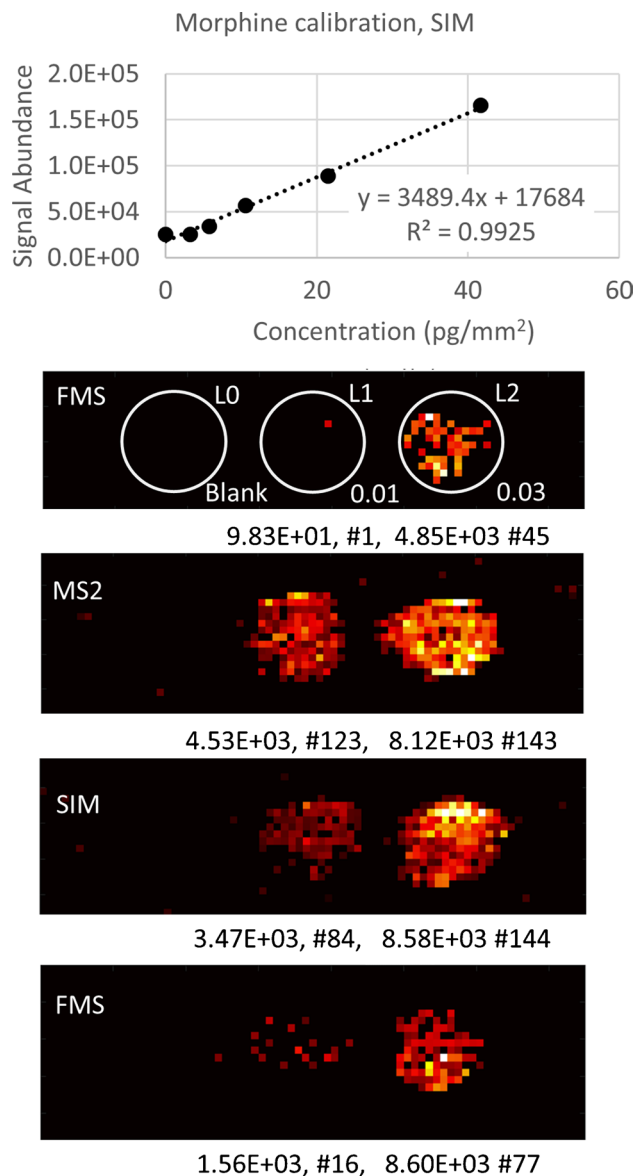 Morphine calibration, SIM
2.0E+05
1.5E+05
1.0E+05
5.0E+04
0.0E+00
Signal Abundance
y = 3489.4x + 17684
R² = 0.9925
0 20 40 60
Concentration (pg/mm²)
FMS L0 L1 L2
Blank 0.01 0.03
9.83E+01, #1, 4.85E+03 #45
MS2
4.53E+03, #123, 8.12E+03 #143
SIM
3.47E+03, #84, 8.58E+03 #144
FMS
1.56E+03, #16, 8.60E+03 #77